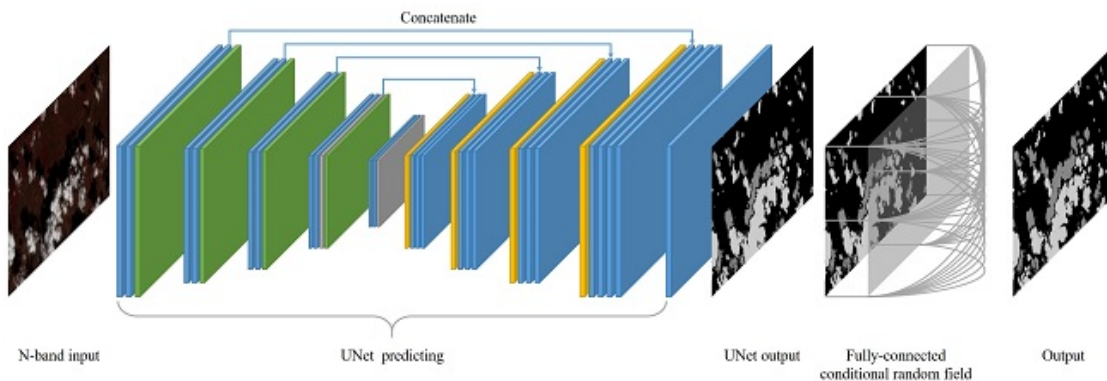 Concatenate
N-band input
UNet predicting
UNet output
Fully-connected
conditional random field
Output